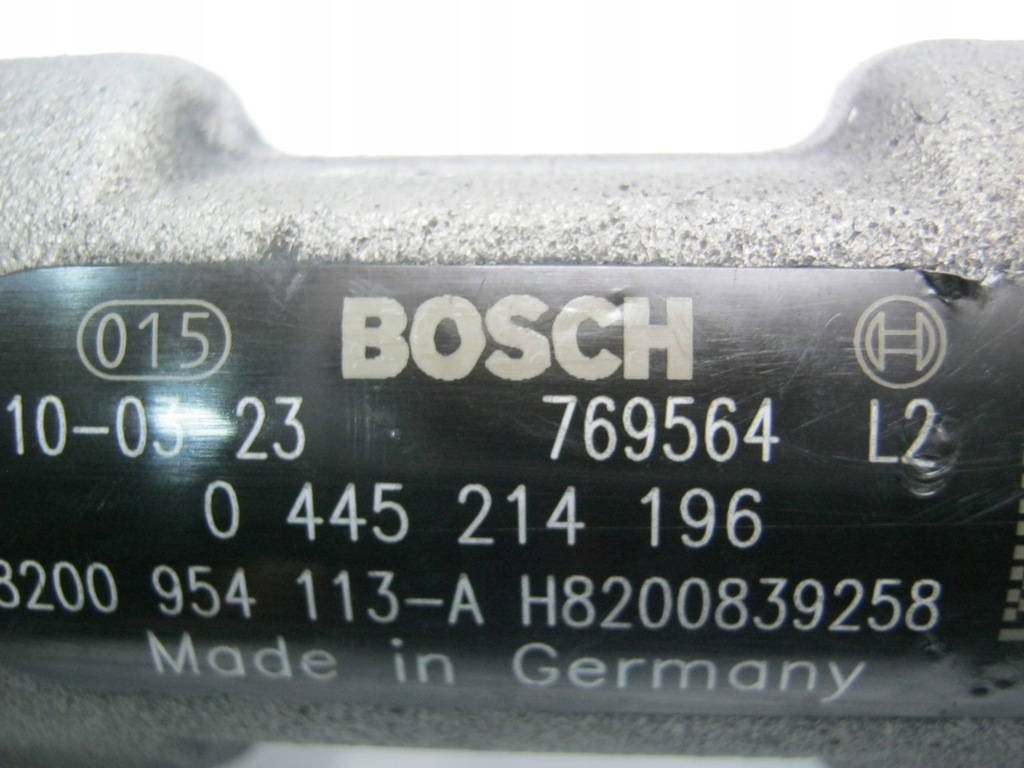 015 BOSCH
10-03 23 769564 L2
0 445 214 196
8200 954 113-A H8200839258
Made in Germany